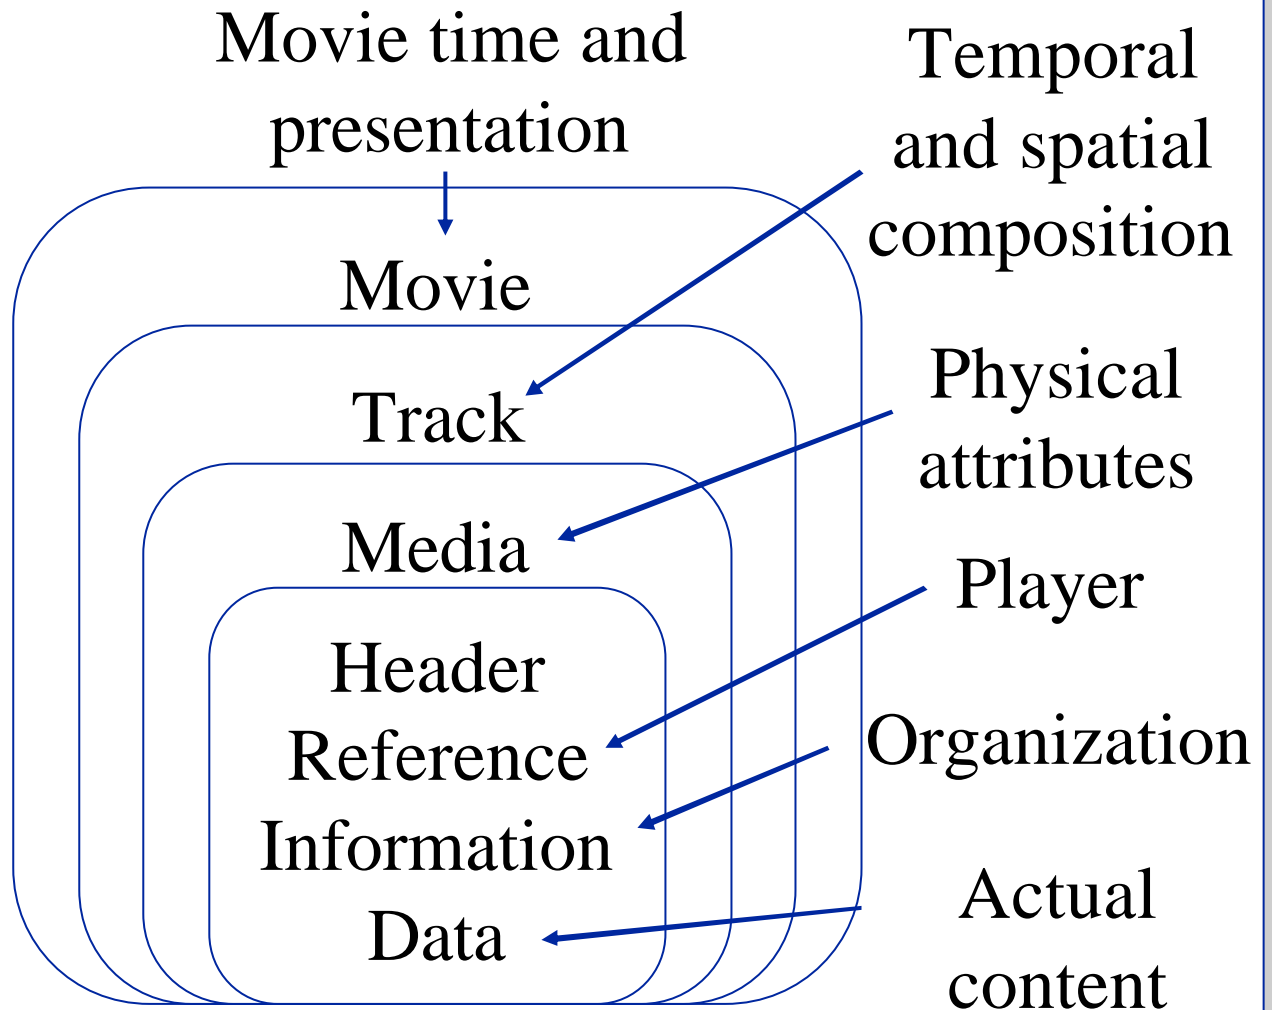 Movie time and
presentation
Temporal
and spatial
composition
Movie
Track
Physical
attributes
Media
Player
Header
Reference
Organization
Information
Data
Actual
content